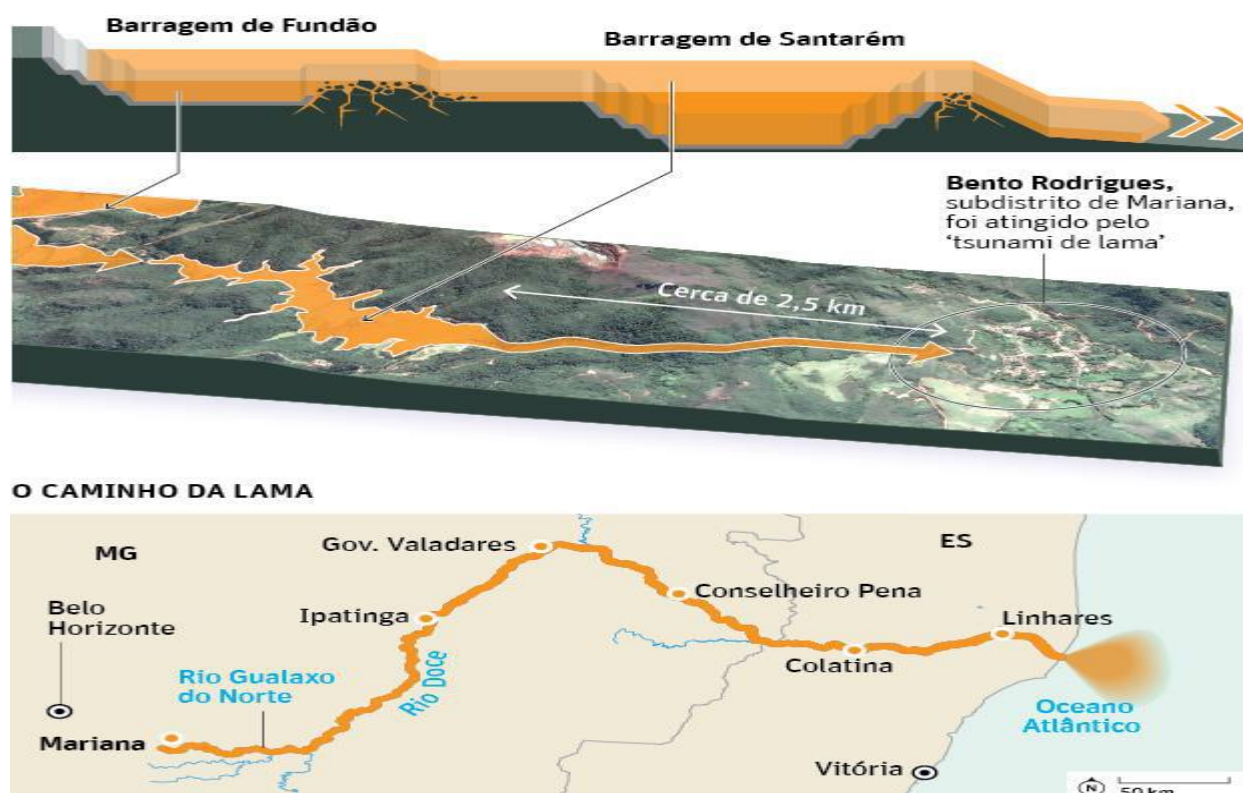 Barragem de Fundão
Barragem de Santarém
Bento Rodrigues,
subdistrito de Mariana,
foi atingido pelo
‘tsunami de lama’
Cerca de 2,5 km
O CAMINHO DA LAMA
MG
ES
Gov. Valadares
Conselheiro Pena
Belo
Horizonte
Ipatinga
Linhares
Rio Gualaxo
do Norte
Rio Doce
Colatina
Oceano
Atlântico
Mariana
Vitória
N
50 km